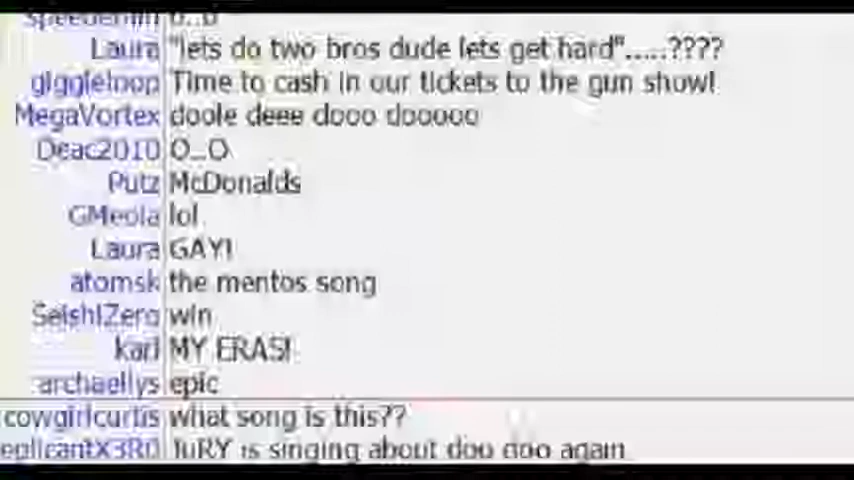 Laura "lets do two bros dude lets get hard".....????
giggleloop Time to cash in our tickets to the gun show!
MegaVortex doole deee dooo dooooo
Deac2010 O_O
Putz McDonalds
GMeola lol
Laura GAY!
atomsk the mentos song
SeishiZero win
karl MY ERAS!
archaellys epic
cowgirlcurtis what song is this??
JuRY is singing about doo doo again